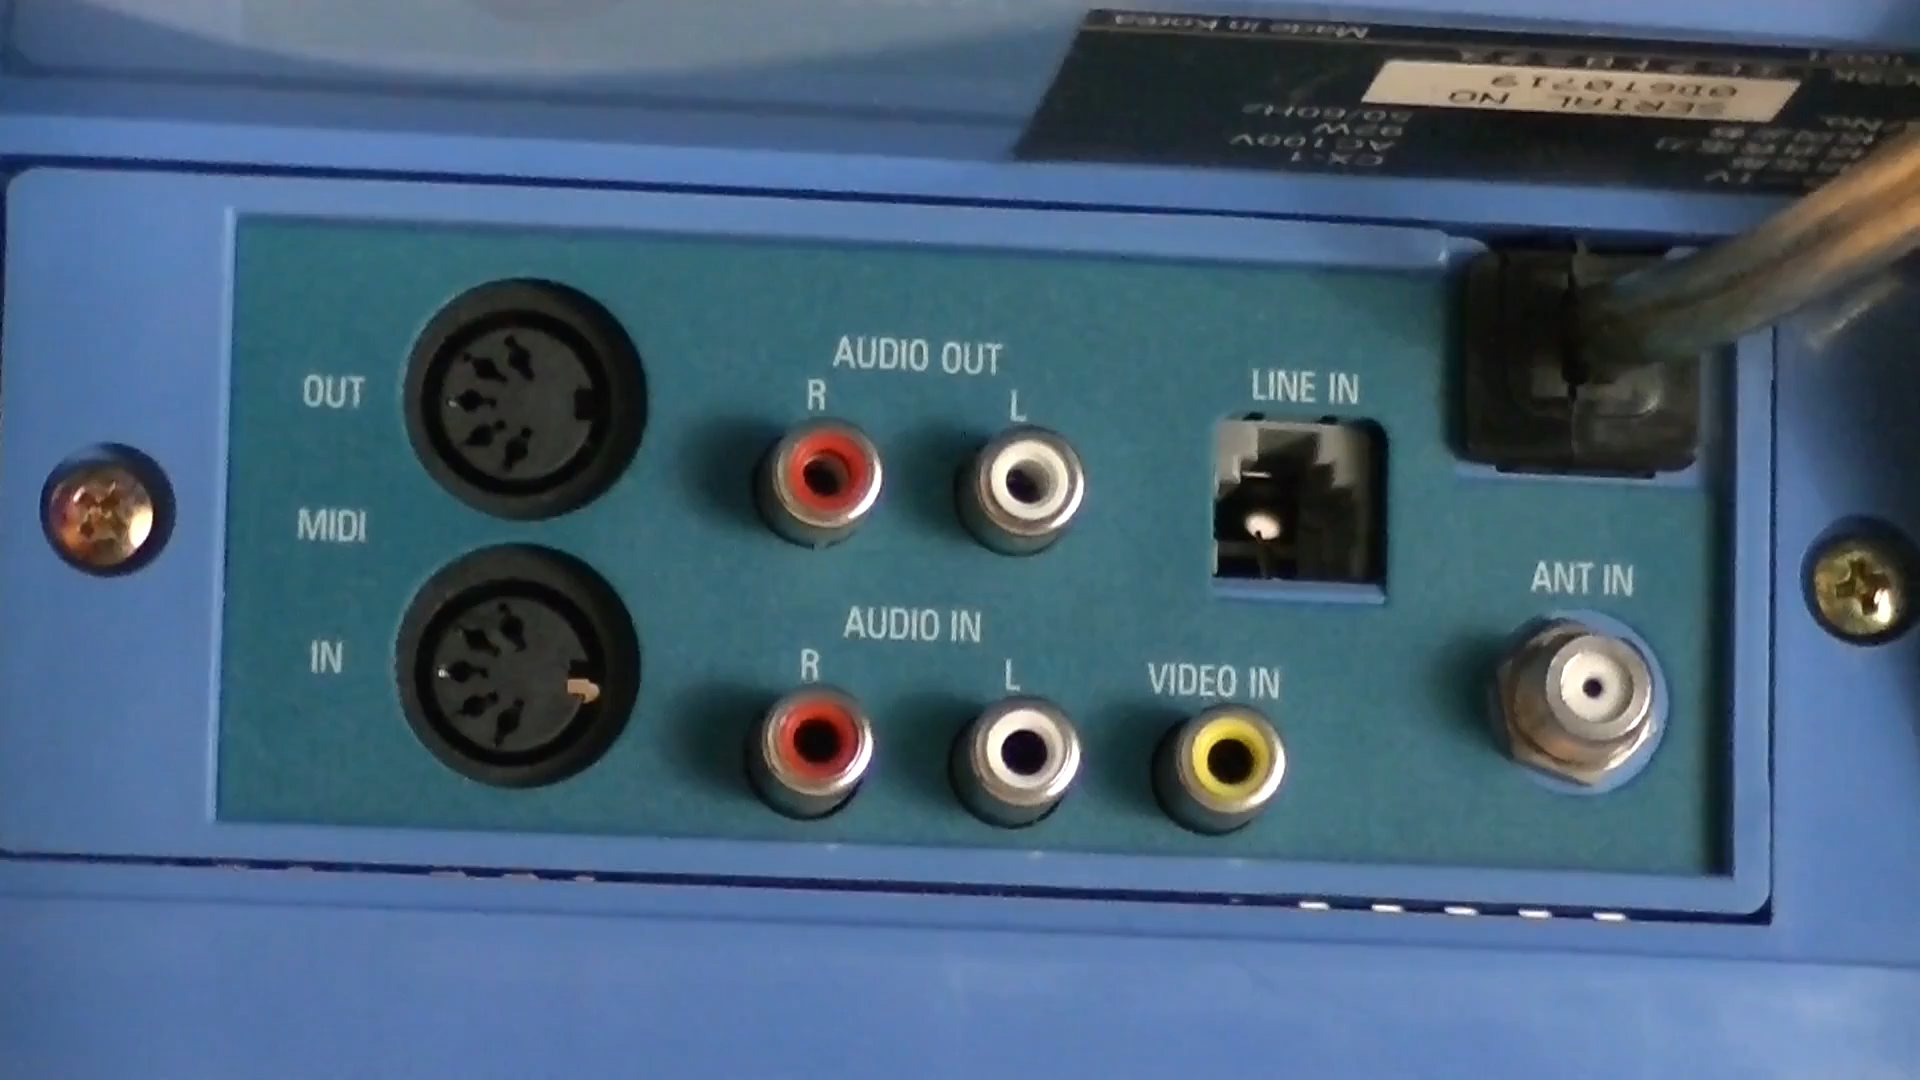 Made in Korea
SERIAL NO
0D6T0219
50/60Hz
92W
AC100V
CX-1
AUDIO OUT
R L
OUT
MIDI
IN
LINE IN
ANT IN
AUDIO IN
R L
VIDEO IN